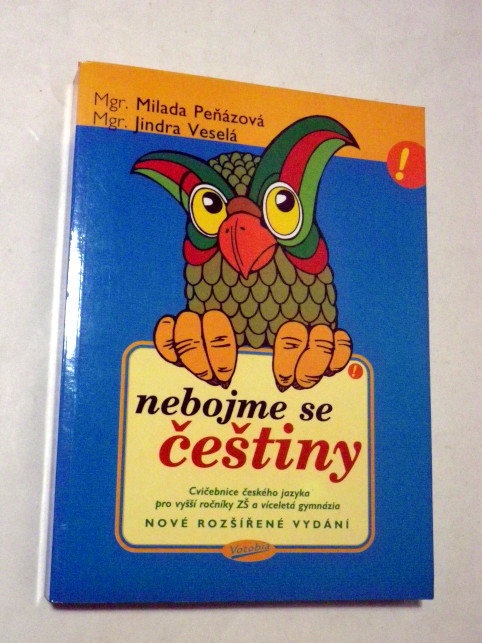 Mgr. Milada Peňázová
Mgr. Jindra Veselá
!
!
nebojme se
češtiny
Cvičebnice českého jazyka
pro vyšší ročníky ZŠ a víceletá gymnázia
NOVÉ ROZŠÍŘENÉ VYDÁNÍ
Votobia